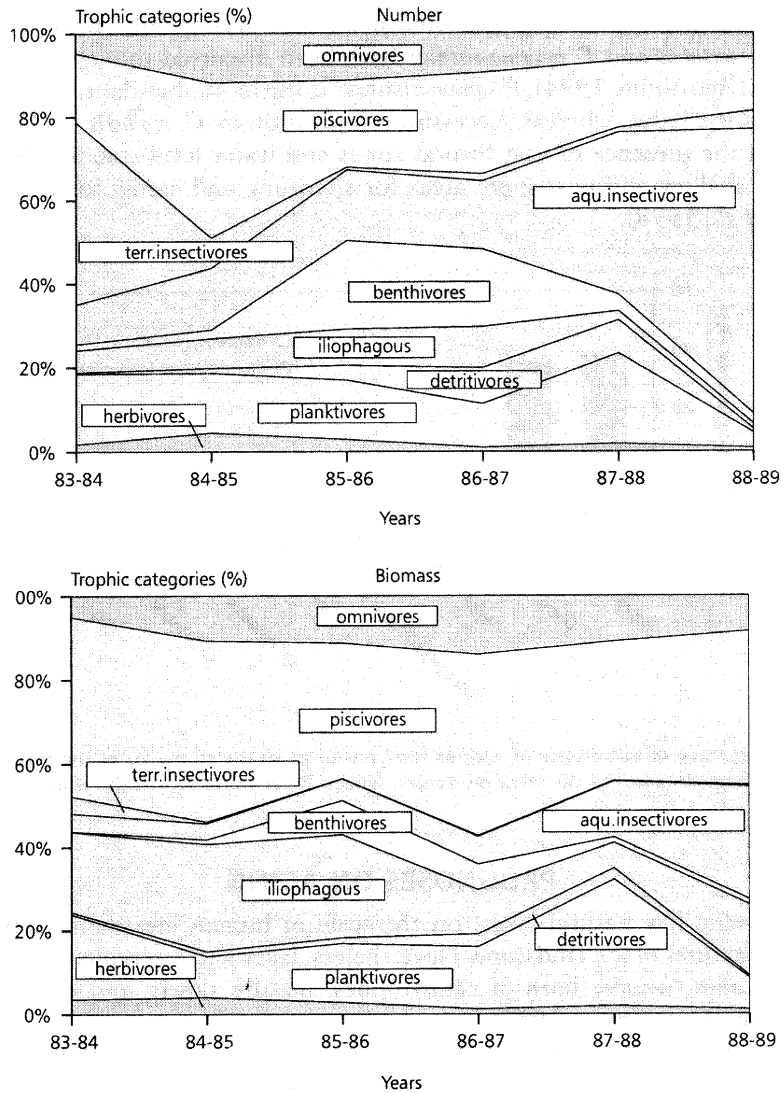 Trophic categories (%) Number
100%
omnivores
80%
piscivores
60%
aqu.insectivores
terr.insectivores
40%
benthivores
iliophagous
20%
detritivores
herbivores
planktivores
0%
83-84 84-85 85-86 86-87 87-88 88-89
Years
Trophic categories (%) Biomass
00%
omnivores
80%
piscivores
60%
terr.insectivores
benthivores
aqu.insectivores
40%
iliophagous
20%
detritivores
herbivores
planktivores
0%
83-84 84-85 85-86 86-87 87-88 88-89
Years